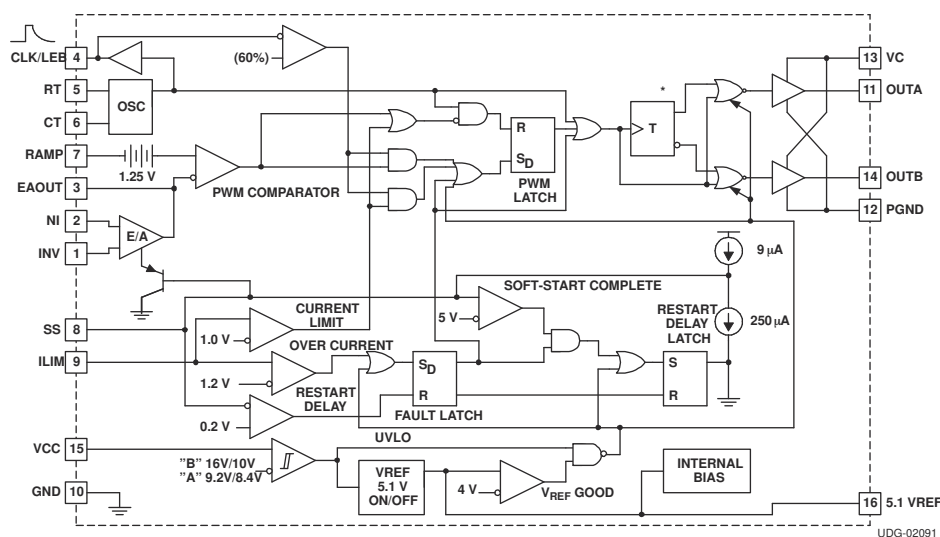 CLK/LEB 4
(60%)
13 VC
RT 5
OSC
11 OUTA
CT 6
*
T
R
SD
PWM LATCH
RAMP 7
1.25 V
PWM COMPARATOR
EAOUT 3
14 OUTB
NI 2
12 PGND
E/A
INV 1
9 μA
SOFT-START COMPLETE
SS 8
CURRENT LIMIT
5 V
RESTART DELAY LATCH
250 μA
1.0 V
OVER CURRENT
ILIM 9
SD
R
FAULT LATCH
S
R
1.2 V
RESTART DELAY
0.2 V
UVLO
VCC 15
"B" 16V/10V
"A" 9.2V/8.4V
VREF
5.1 V
ON/OFF
4 V
VREF GOOD
INTERNAL BIAS
GND 10
16 5.1 VREF
UDG-02091